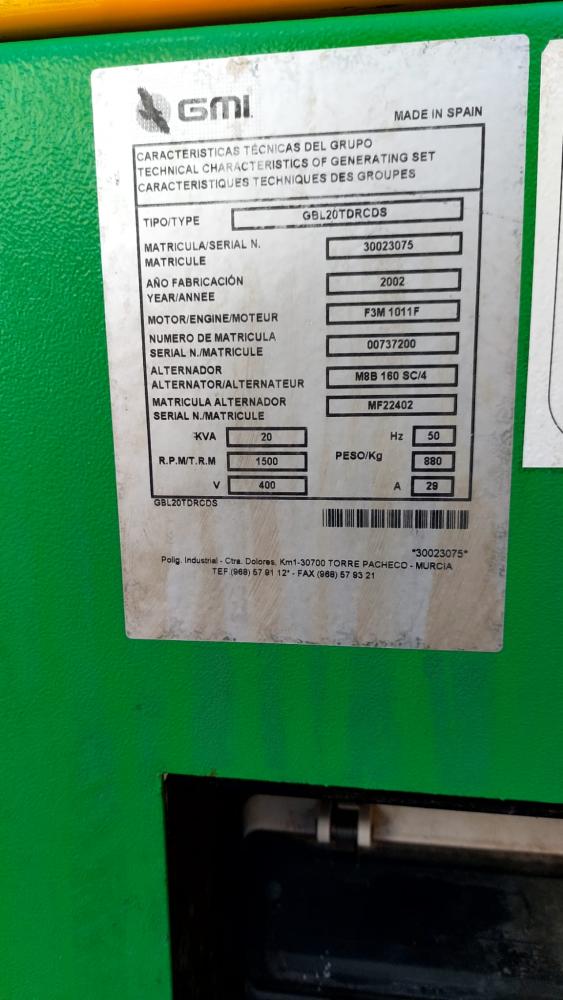 GMI
MADE IN SPAIN
CARACTERISTICAS TÉCNICAS DEL GRUPO
TECHNICAL CHARACTERISTICS OF GENERATING SET
CARACTERISTIQUES TECHNIQUES DES GROUPES
TIPO/TYPE GBL20TDRCDS
MATRICULA/SERIAL N. 30023075
MATRICULE
AÑO FABRICACIÓN 2002
YEAR/ANNEE
MOTOR/ENGINE/MOTEUR F3M 1011F
NUMERO DE MATRICULA 00737200
SERIAL N./MATRICULE
ALTERNADOR M8B 160 SC/4
ALTERNATOR/ALTERNATEUR
MATRICULA ALTERNADOR MF22402
SERIAL N./MATRICULE
KVA 20 Hz 50
R.P.M/T.R.M 1500 PESO/Kg 880
V 400 A 29
GBL20TDRCDS
*30023075*
Polig. Industrial - Ctra. Dolores, Km1-30700 TORRE PACHECO - MURCIA
TEF (968) 57 81 12* - FAX (968) 57 93 21